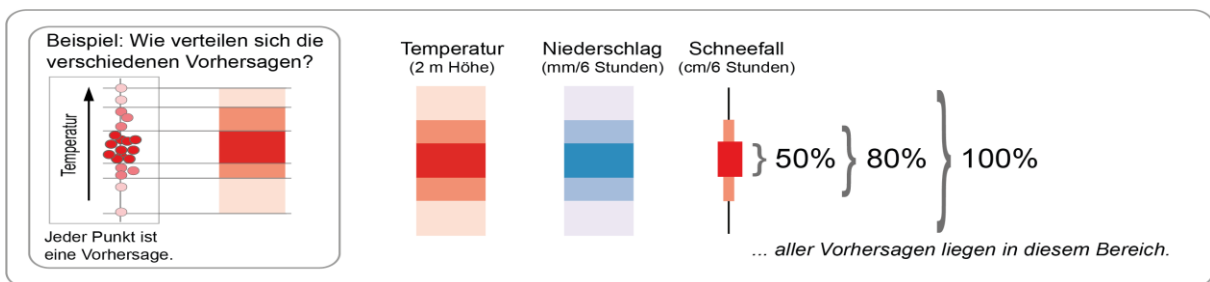 Beispiel: Wie verteilen sich die
verschiedenen Vorhersagen?
Temperatur
Jeder Punkt ist
eine Vorhersage.
Temperatur
(2 m Höhe)
Niederschlag
(mm/6 Stunden)
Schneefall
(cm/6 Stunden)
50%
80%
100%
... aller Vorhersagen liegen in diesem Bereich.